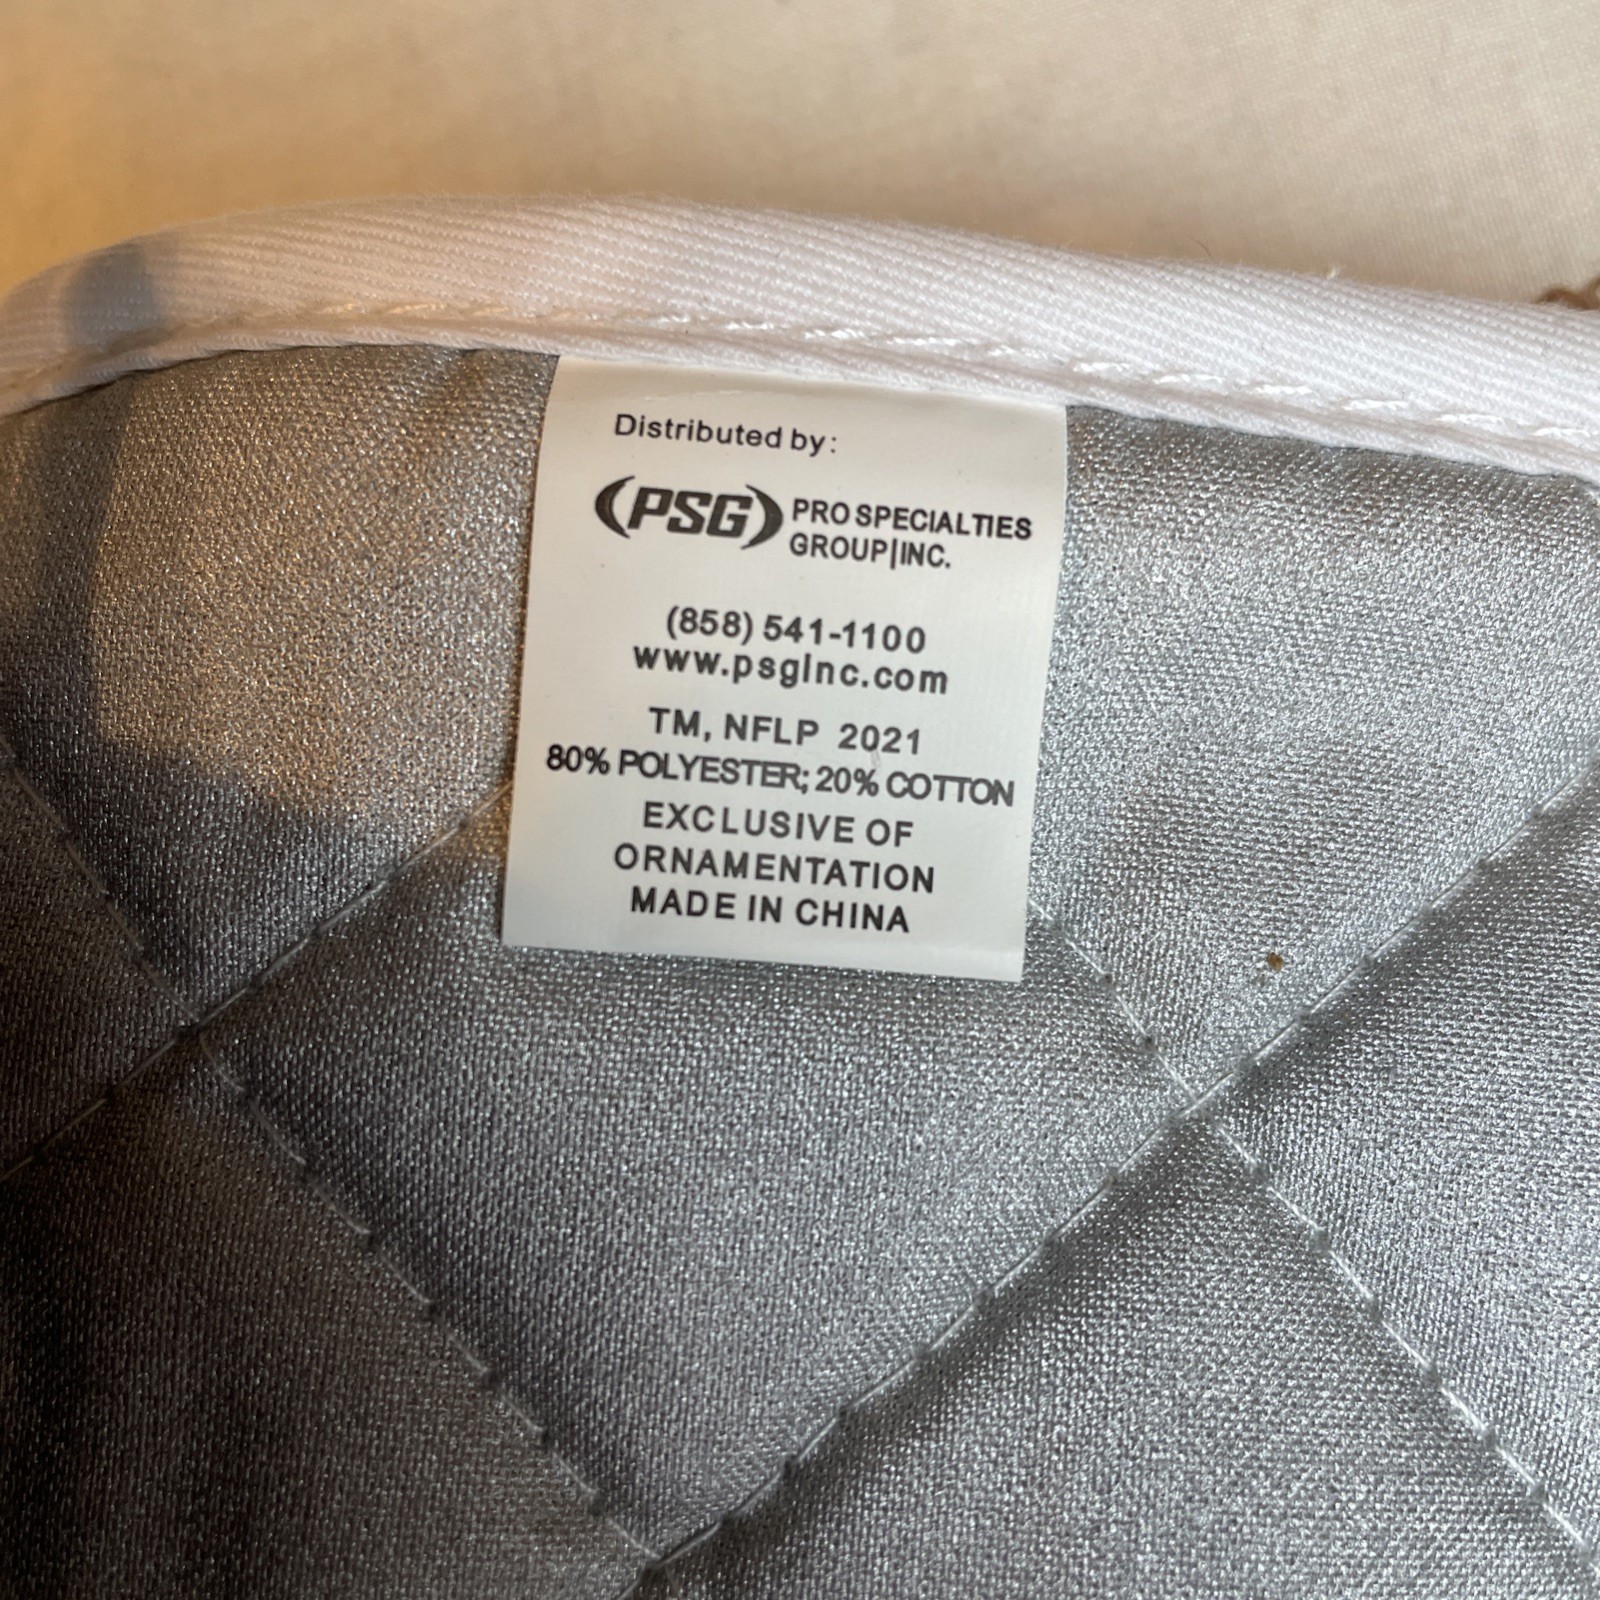 Distributed by:
(PSG) PRO SPECIALTIES
GROUP|INC.
(858) 541-1100
www.psgInc.com
TM, NFLP 2021
80% POLYESTER; 20% COTTON
EXCLUSIVE OF
ORNAMENTATION
MADE IN CHINA